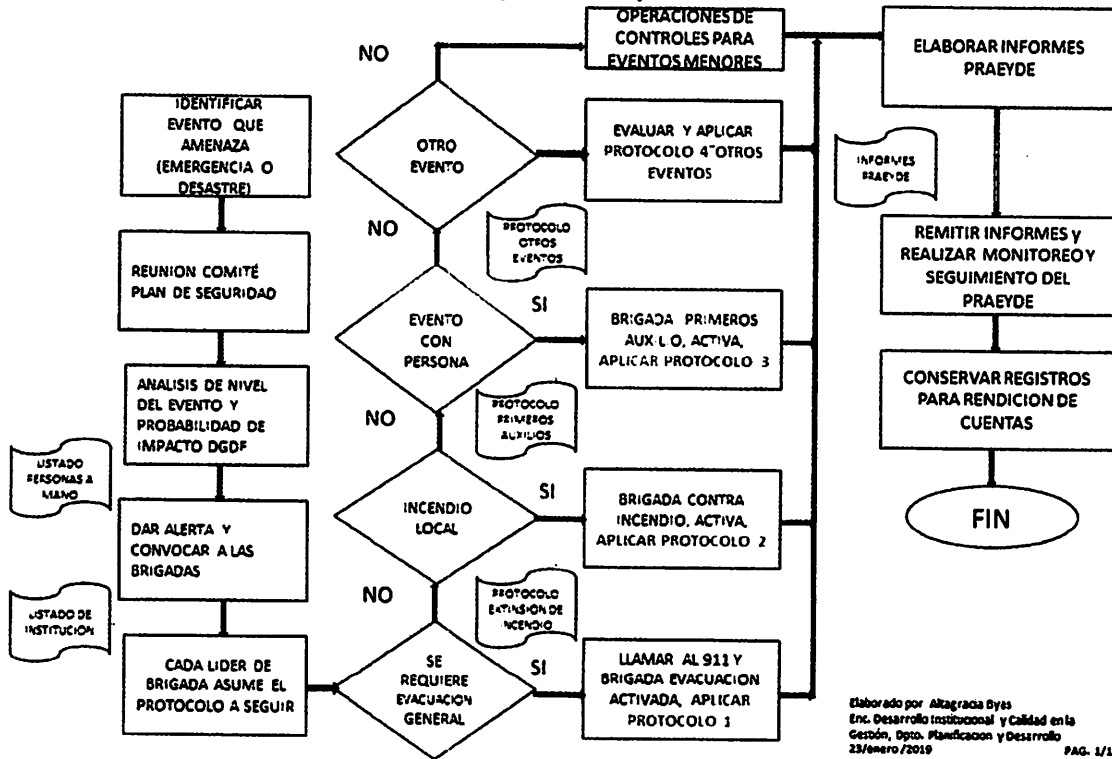 IDENTIFICAR
EVENTO QUE
AMENAZA
(EMERGENCIA O
DESASTRE)
REUNION COMITÉ
PLAN DE SEGURIDAD
ANALISIS DE NIVEL
DEL EVENTO Y
PROBABILIDAD DE
IMPACTO DGDF
LISTADO
PERSONAS A
MANO
DAR ALERTA Y
CONVOCAR A LAS
BRIGADAS
LISTADO DE
INSTITUCION
CADA LIDER DE
BRIGADA ASUME EL
PROTOCOLO A SEGUIR
SE
REQUIERE
EVACUACION
GENERAL
SI
LLAMAR AL 911 Y
BRIGADA EVACUACION
ACTIVADA, APLICAR
PROTOCOLO 1
NO
PROTOCOLO
EXTINSION DE
INCENDIO
INCENDIO
LOCAL
SI
BRIGADA CONTRA
INCENDIO, ACTIVA,
APLICAR PROTOCOLO 2
NO
PROTOCOLO
PRIMEROS
AUXILIOS
EVENTO
CON
PERSONA
SI
BRIGADA PRIMEROS
AUXILIO, ACTIVA,
APLICAR PROTOCOLO 3
NO
PROTOCOLO
OTROS
EVENTOS
OTRO
EVENTO
EVALUAR Y APLICAR
PROTOCOLO 4 OTROS
EVENTOS
NO
OPERACIONES DE
CONTROLES PARA
EVENTOS MENORES
ELABORAR INFORMES
PRAEYDE
INFORMES
PRAEYDE
REMITIR INFORMES y
REALIZAR MONITOREO Y
SEGUIMIENTO DEL
PRAEYDE
CONSERVAR REGISTROS
PARA RENDICION DE
CUENTAS
FIN
Elaborado por Altagracia Byas
Enc. Desarrollo Institucional y Calidad en la
Gestión, Dpto. Planificacion y Desarrollo
23/enero/2019 PAG. 1/1